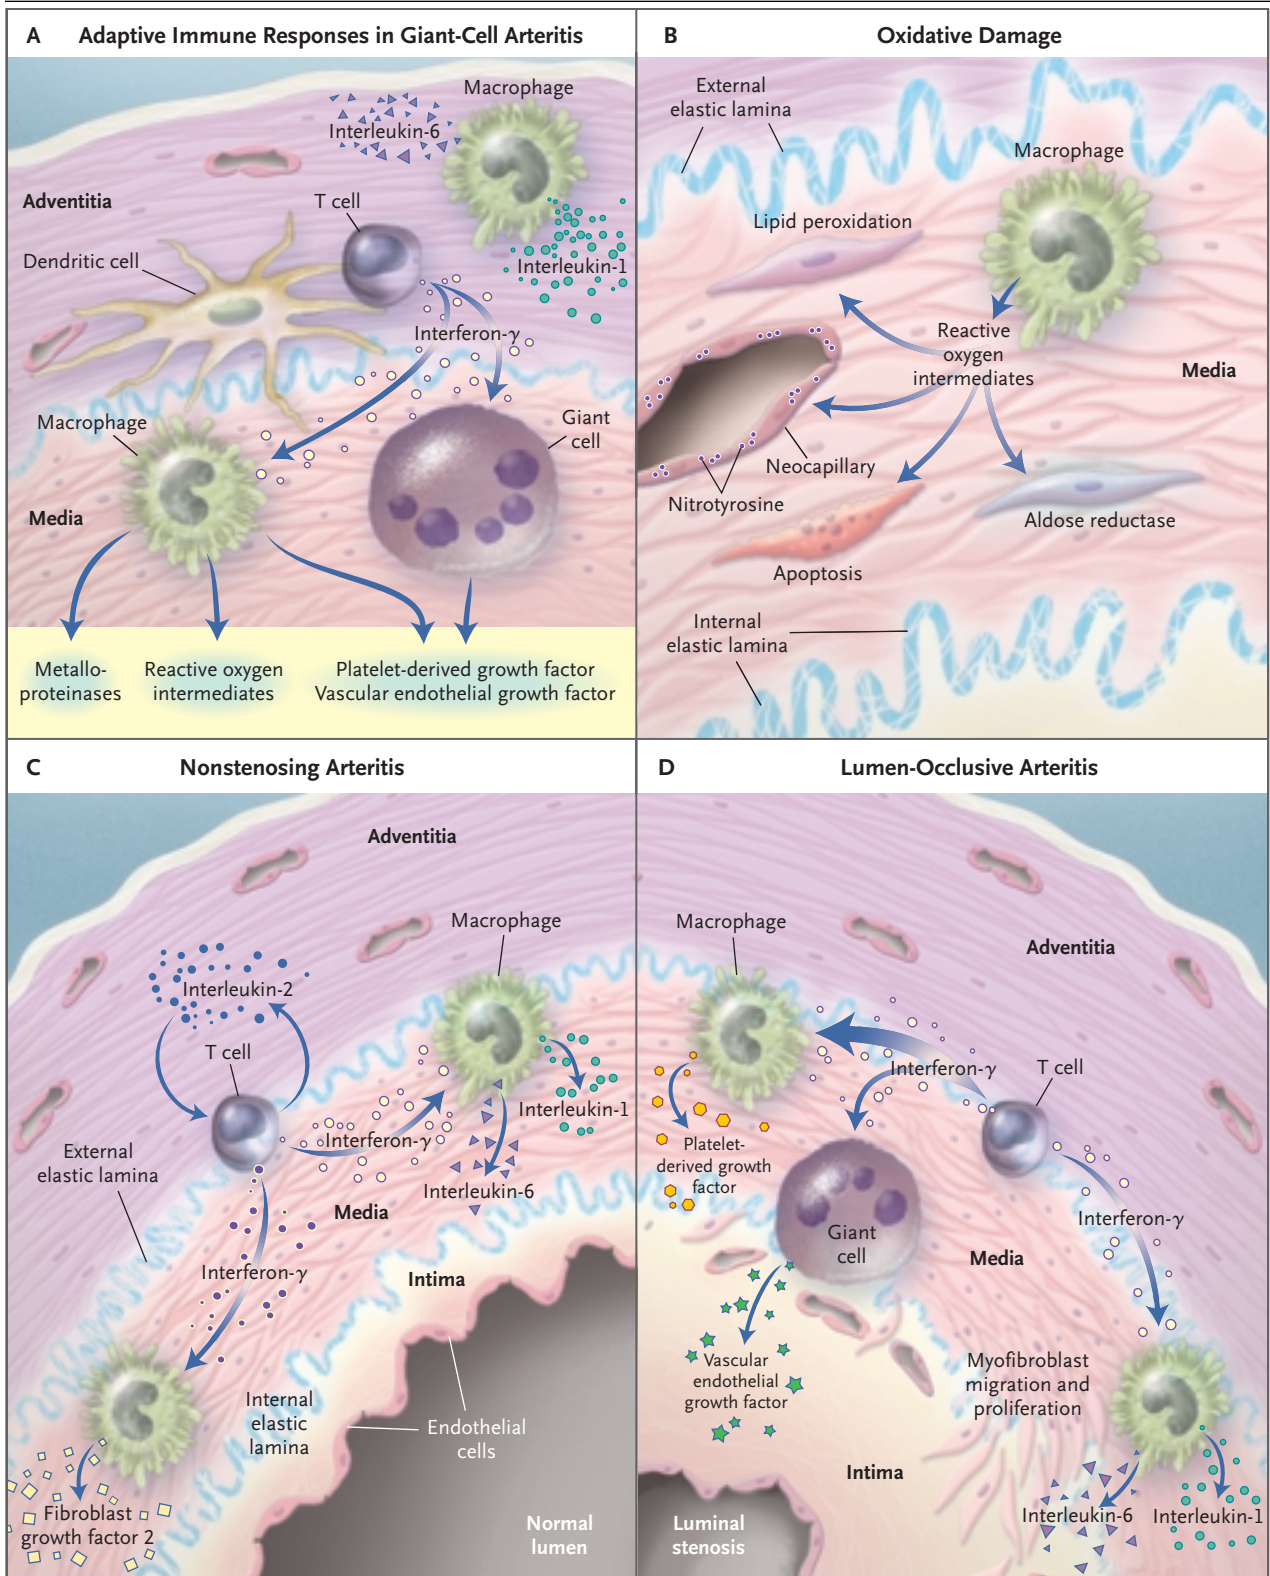 A Adaptive Immune Responses in Giant-Cell Arteritis
Macrophage
Interleukin-6
Adventitia
T cell
Dendritic cell
Interleukin-1
Interferon-γ
Macrophage
Giant
cell
Media
Metallo-
proteinases
Reactive oxygen
intermediates
Platelet-derived growth factor
Vascular endothelial growth factor
B Oxidative Damage
External
elastic lamina
Macrophage
Lipid peroxidation
Reactive
oxygen
intermediates
Media
Neocapillary
Nitrotyrosine
Aldose reductase
Apoptosis
Internal
elastic lamina
C Nonstenosing Arteritis
Adventitia
Macrophage
Interleukin-2
T cell
Interleukin-1
External
elastic lamina
Interferon-γ
Interleukin-6
Media
Interferon-γ
Intima
Internal
elastic
lamina
Endothelial
cells
Fibroblast
growth factor 2
Normal
lumen
D Lumen-Occlusive Arteritis
Macrophage
Adventitia
Interferon-γ
T cell
Platelet-
derived growth
factor
Interferon-γ
Giant
cell
Media
Vascular
endothelial
growth factor
Myofibroblast
migration and
proliferation
Intima
Interleukin-6
Interleukin-1
Luminal
stenosis